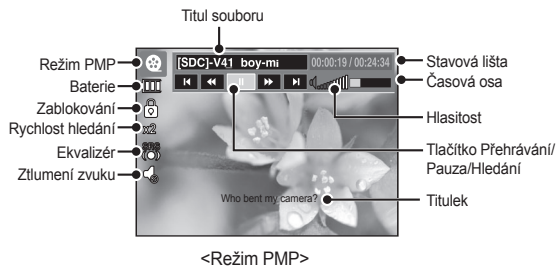 Titul souboru
Režim PMP
Baterie
Zablokování
Rychlost hledání
Ekvalizér
Ztlumení zvuku
[SDC]-V41 boy-mi
00:00:19 / 00:24:34
x2
SRS
Who bent my camera?
Stavová lišta
Časová osa
Hlasitost
Tlačítko Přehrávání/
Pauza/Hledání
Titulek
<Režim PMP>